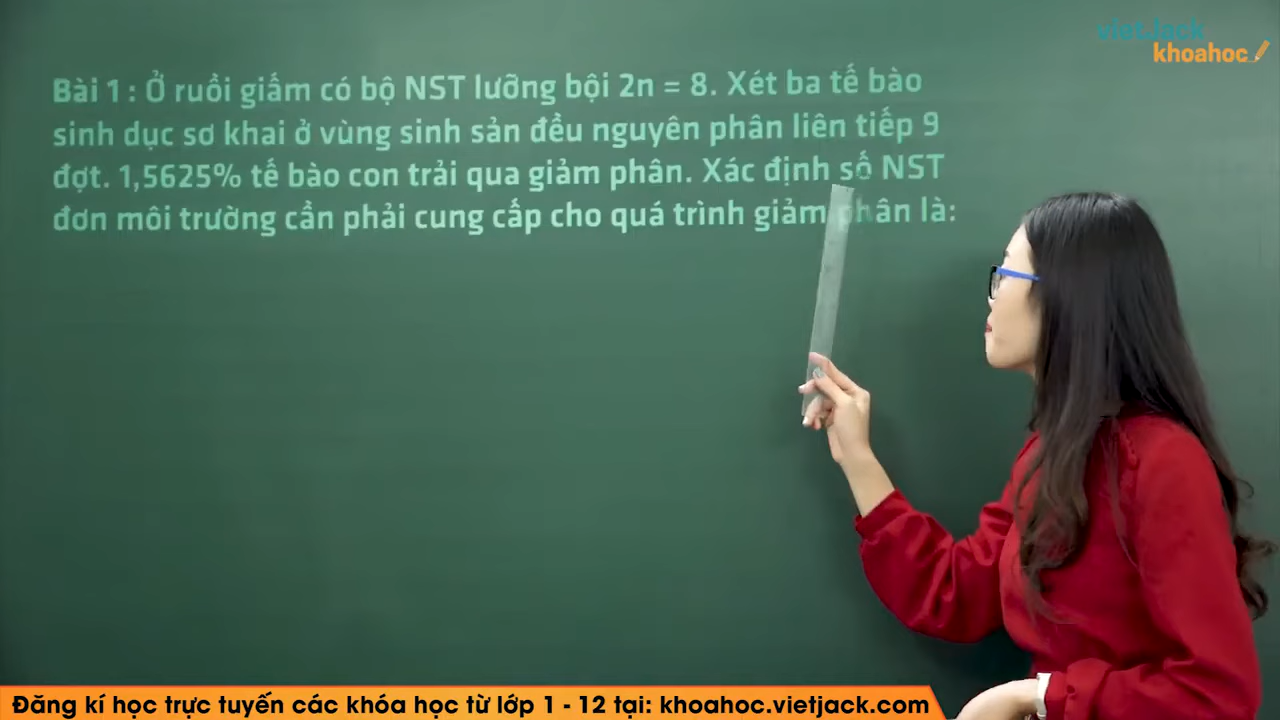 vietJack
khoahoc
Bài 1 : Ở ruồi giấm có bộ NST lưỡng bội 2n = 8. Xét ba tế bào
sinh dục sơ khai ở vùng sinh sản đều nguyên phân liên tiếp 9
đợt. 1,5625% tế bào con trải qua giảm phân. Xác định số NST
đơn môi trường cần phải cung cấp cho quá trình giảm phân là:
Đăng kí học trực tuyến các khóa học từ lớp 1 - 12 tại: khoahoc.vietjack.com